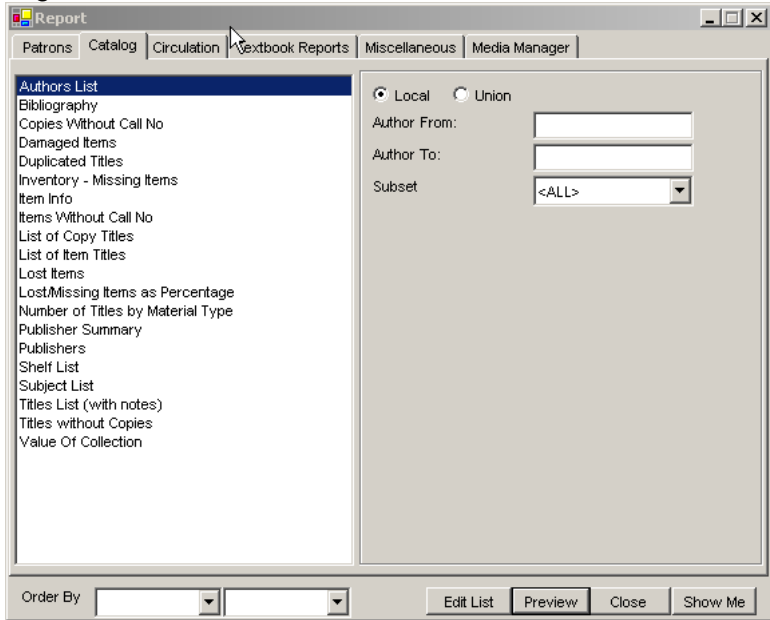 Report
Patrons Catalog Circulation Textbook Reports Miscellaneous Media Manager
Authors List
Bibliography
Copies Without Call No
Damaged Items
Duplicated Titles
Inventory - Missing Items
Item Info
Items Without Call No
List of Copy Titles
List of Item Titles
Lost Items
Lost/Missing Items as Percentage
Number of Titles by Material Type
Publisher Summary
Publishers
Shelf List
Subject List
Titles List (with notes)
Titles without Copies
Value Of Collection
Local Union
Author From:
Author To:
Subset <ALL>
Order By Edit List Preview Close Show Me